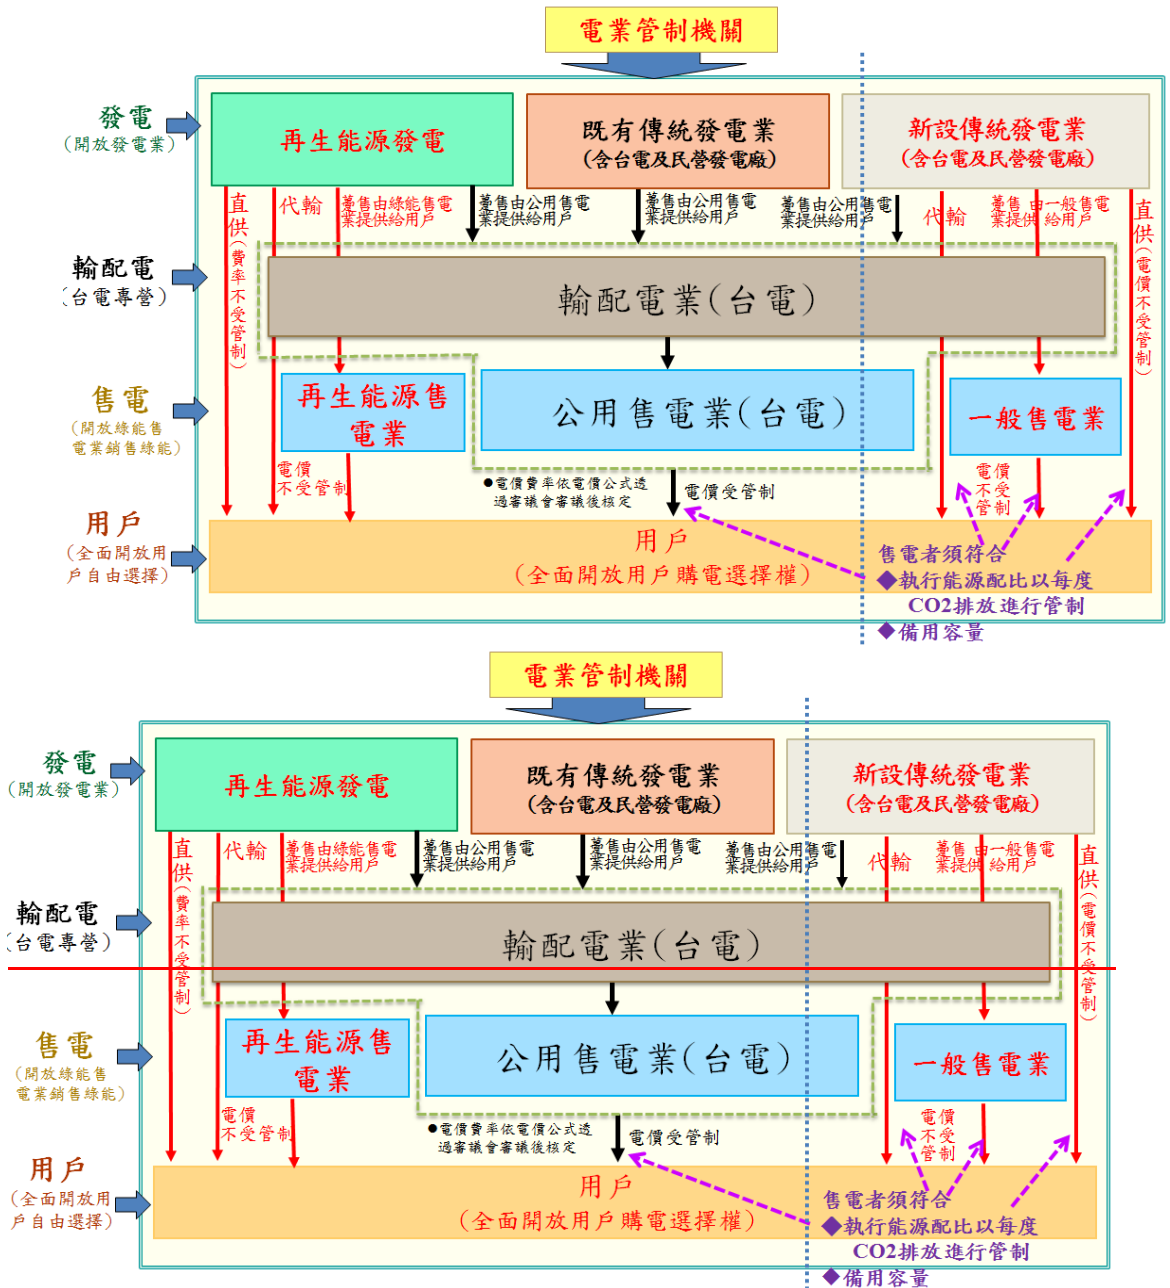 電業管制機關
發電
(開放發電業)
再生能源發電
既有傳統發電業
(含台電及民營發電廠)
新設傳統發電業
(含台電及民營發電廠)
直供(費率不受管制)
代輸
躉售由綠能售電
業提供給用戶
躉售由公用售電
業提供給用戶
躉售由公用售電
業提供給用戶
躉售由公用售電
業提供給用戶
代輸
躉售 由一般售電
業提供 給用戶
直供(電價不受管制)
輸配電
(台電專營)
輸配電業(台電)
售電
(開放綠能售
電業銷售綠能)
再生能源售
電業
公用售電業(台電)
一般售電業
電價
不受管制
●電價費率依電價公式透
過審議會審議後核定
電價受管制
電價
不受
管制
用戶
(全面開放用
戶自由選擇)
用戶
(全面開放用戶購電選擇權)
售電者須符合
◆執行能源配比以每度
CO2排放進行管制
◆備用容量
電業管制機關
發電
(開放發電業)
再生能源發電
既有傳統發電業
(含台電及民營發電廠)
新設傳統發電業
(含台電及民營發電廠)
直供(費率不受管制)
代輸
躉售由綠能售電
業提供給用戶
躉售由公用售電
業提供給用戶
躉售由公用售電
業提供給用戶
躉售由公用售電
業提供給用戶
代輸
躉售 由一般售電
業提供 給用戶
直供(電價不受管制)
輸配電
(台電專營)
輸配電業(台電)
售電
(開放綠能售
電業銷售綠能)
再生能源售
電業
公用售電業(台電)
一般售電業
電價
不受管制
●電價費率依電價公式透
過審議會審議後核定
電價受管制
電價
不受
管制
用戶
(全面開放用
戶自由選擇)
用戶
(全面開放用戶購電選擇權)
售電者須符合
◆執行能源配比以每度
CO2排放進行管制
◆備用容量